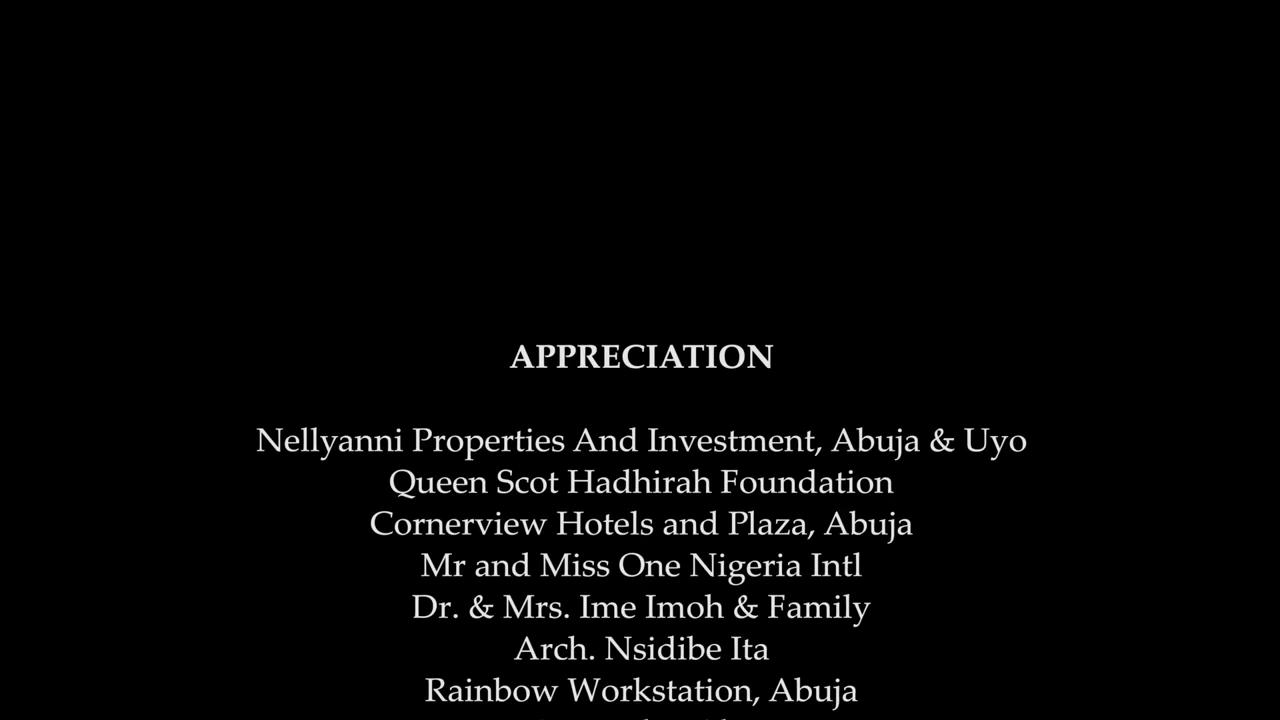 APPRECIATION
Nellyanni Properties And Investment, Abuja & Uyo
Queen Scot Hadhirah Foundation
Cornerview Hotels and Plaza, Abuja
Mr and Miss One Nigeria Intl
Dr. & Mrs. Ime Imoh & Family
Arch. Nsidibe Ita
Rainbow Workstation, Abuja